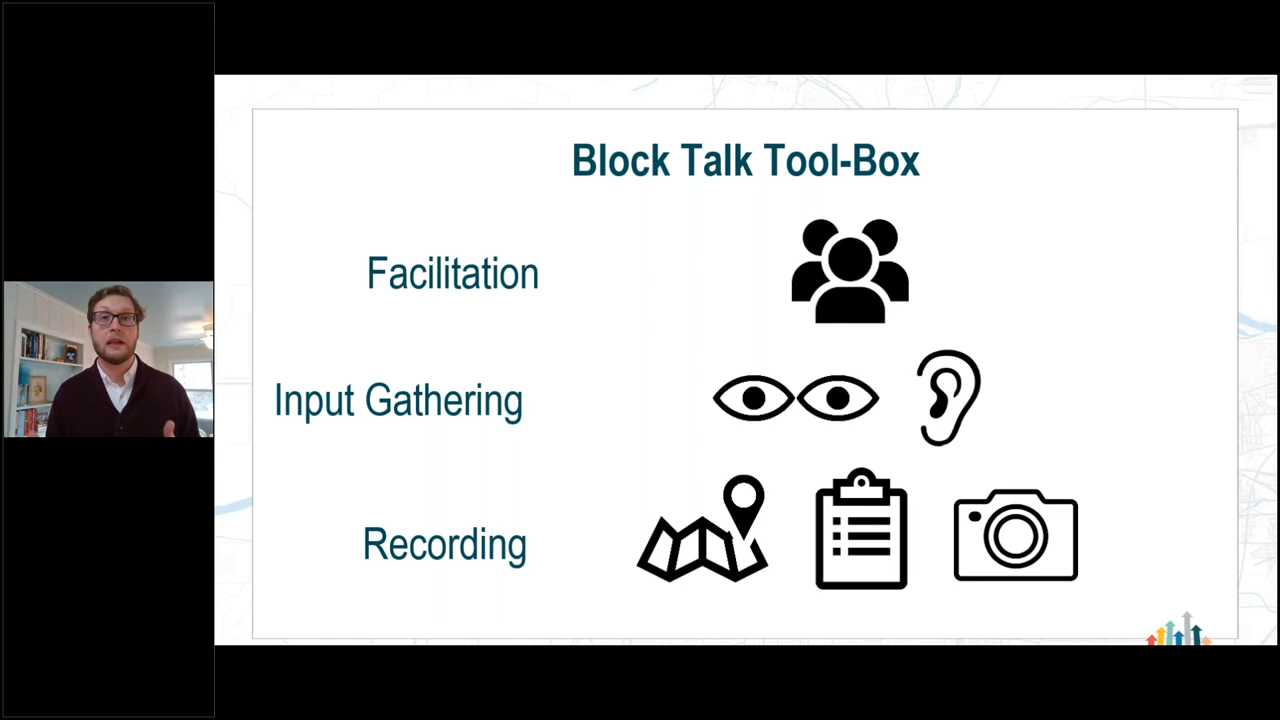 Block Talk Tool-Box
Facilitation
Input Gathering
Recording